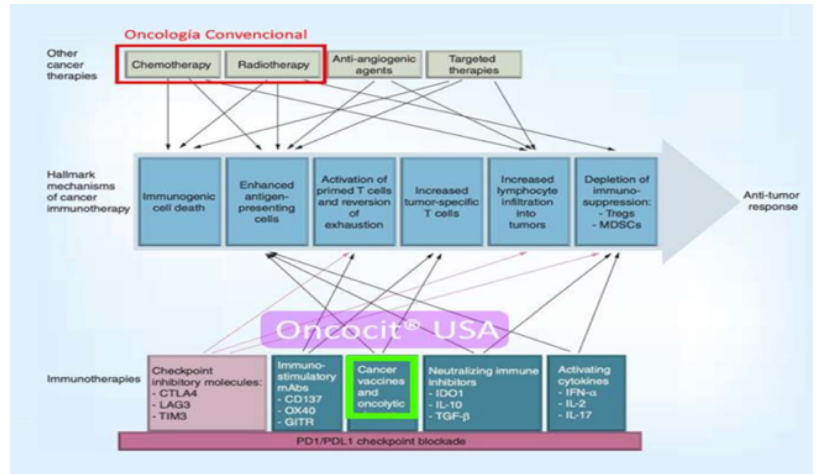 Oncología Convencional
Other
cancer
therapies
Chemotherapy
Radiotherapy
Anti-angiogenic
agents
Targeted
therapies
Hallmark
mechanisms
of cancer
immunotherapy
Immunogenic
cell death
Enhanced
antigen-
presenting
cells
Activation of
primed T cells
and reversion
of
exhaustion
Increased
tumor-specific
T cells
Increased
lymphocyte
infiltration
into
tumors
Depletion of
immuno-
suppression:
- Tregs
- MDSCs
Anti-tumor
response
Oncocit® USA
Immunotherapies
Checkpoint
inhibitory molecules:
- CTLA4
- LAG3
- TIM3
Immuno-
stimulatory
mAbs
- CD137
- OX40
- GITR
Cancer
vaccines
and
oncolytic
Neutralizing immune
inhibitors
- IDO1
- IL-10
- TGF-β
Activating
cytokines
- IFN-α
- IL-2
- IL-17
PD1/PDL1 checkpoint blockade